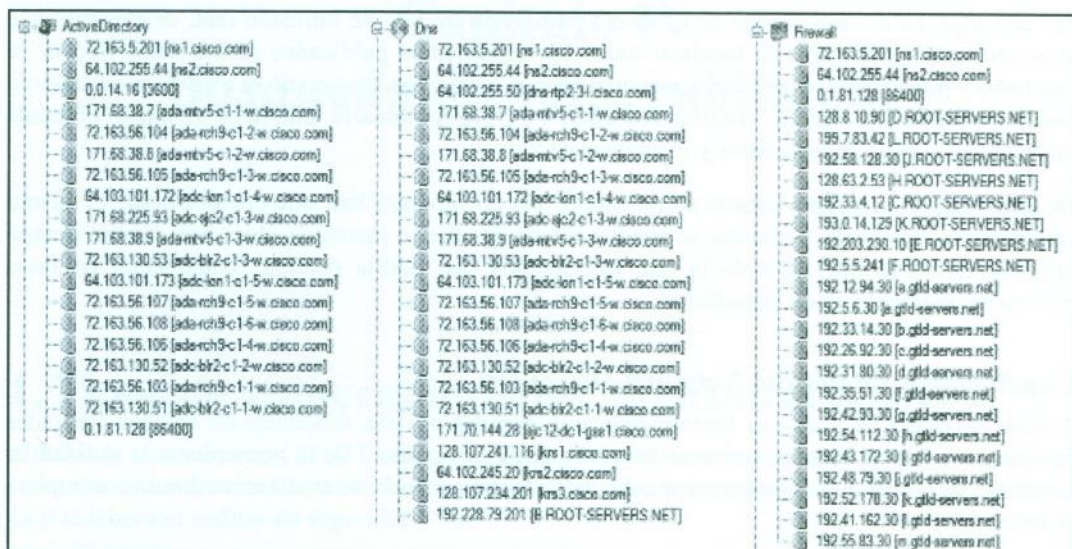 ActiveDirectory
72.163.5.201 [ns1.cisco.com]
64.102.255.44 [ns2.cisco.com]
0.0.14.16 [3600]
171.68.38.7 [ada-mtv5-c1-1-w.cisco.com]
72.163.56.104 [ada-rch9-c1-2-w.cisco.com]
171.68.38.8 [ada-mtv5-c1-2-w.cisco.com]
72.163.56.105 [ada-rch9-c1-3-w.cisco.com]
64.103.101.172 [adc-lon1-c1-4-w.cisco.com]
171.68.225.93 [adc-sjc2-c1-3-w.cisco.com]
171.68.38.9 [ada-mtv5-c1-3-w.cisco.com]
72.163.130.53 [adc-blr2-c1-3-w.cisco.com]
64.103.101.173 [adc-lon1-c1-5-w.cisco.com]
72.163.56.107 [ada-rch9-c1-5-w.cisco.com]
72.163.56.108 [ada-rch9-c1-6-w.cisco.com]
72.163.56.106 [ada-rch9-c1-4-w.cisco.com]
72.163.130.52 [adc-blr2-c1-2-w.cisco.com]
72.163.56.103 [ada-rch9-c1-1-w.cisco.com]
72.163.130.51 [adc-blr2-c1-1-w.cisco.com]
0.1.81.128 [86400]
Dns
72.163.5.201 [ns1.cisco.com]
64.102.255.44 [ns2.cisco.com]
64.102.255.50 [dns-rtp2-3-l.cisco.com]
171.68.38.7 [ada-mtv5-c1-1-w.cisco.com]
72.163.56.104 [ada-rch9-c1-2-w.cisco.com]
171.68.38.8 [ada-mtv5-c1-2-w.cisco.com]
72.163.56.105 [ada-rch9-c1-3-w.cisco.com]
64.103.101.172 [adc-lon1-c1-4-w.cisco.com]
171.68.225.93 [adc-sjc2-c1-3-w.cisco.com]
171.68.38.9 [ada-mtv5-c1-3-w.cisco.com]
72.163.130.53 [adc-blr2-c1-3-w.cisco.com]
64.103.101.173 [adc-lon1-c1-5-w.cisco.com]
72.163.56.107 [ada-rch9-c1-5-w.cisco.com]
72.163.56.108 [ada-rch9-c1-6-w.cisco.com]
72.163.56.106 [ada-rch9-c1-4-w.cisco.com]
72.163.130.52 [adc-blr2-c1-2-w.cisco.com]
72.163.56.103 [ada-rch9-c1-1-w.cisco.com]
72.163.130.51 [adc-blr2-c1-1-w.cisco.com]
171.70.144.28 [sjc12-dc1-gss1.cisco.com]
128.107.241.116 [krs1.cisco.com]
64.102.245.20 [krs2.cisco.com]
128.107.234.201 [krs3.cisco.com]
192.228.79.201 [B.ROOT-SERVERS.NET]
Firewall
72.163.5.201 [ns1.cisco.com]
64.102.255.44 [ns2.cisco.com]
0.1.81.128 [86400]
128.8.10.90 [D.ROOT-SERVERS.NET]
199.7.83.42 [L.ROOT-SERVERS.NET]
192.58.128.30 [J.ROOT-SERVERS.NET]
128.63.2.53 [H.ROOT-SERVERS.NET]
192.33.4.12 [C.ROOT-SERVERS.NET]
193.0.14.129 [K.ROOT-SERVERS.NET]
192.203.230.10 [E.ROOT-SERVERS.NET]
192.5.5.241 [F.ROOT-SERVERS.NET]
192.12.94.30 [e.gtld-servers.net]
192.5.6.30 [a.gtld-servers.net]
192.33.14.30 [b.gtld-servers.net]
192.26.92.30 [c.gtld-servers.net]
192.31.80.30 [d.gtld-servers.net]
192.35.51.30 [f.gtld-servers.net]
192.42.93.30 [g.gtld-servers.net]
192.54.112.30 [h.gtld-servers.net]
192.43.172.30 [i.gtld-servers.net]
192.48.79.30 [j.gtld-servers.net]
192.52.178.30 [k.gtld-servers.net]
192.41.162.30 [l.gtld-servers.net]
192.55.83.30 [m.gtld-servers.net]